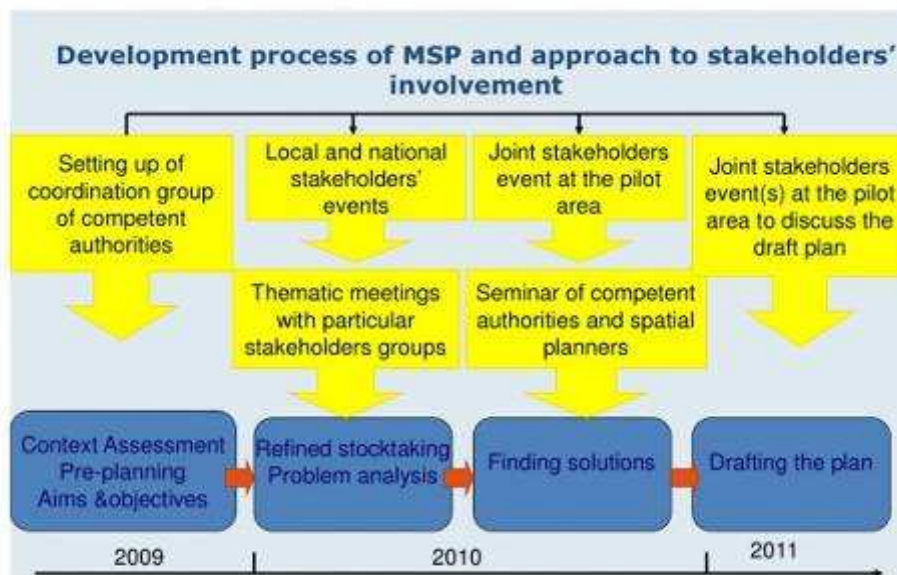 Development process of MSP and approach to stakeholders'
involvement
Setting up of
coordination group
of competent
authorities
Local and national
stakeholders'
events
Joint stakeholders
event at the pilot
area
Joint stakeholders
event(s) at the pilot
area to discuss the
draft plan
Thematic meetings
with particular
stakeholders groups
Seminar of competent
authorities and spatial
planners
Context Assessment
Pre-planning
Aims &objectives
Refined stocktaking
Problem analysis
Finding solutions
Drafting the plan
2009
2010
2011